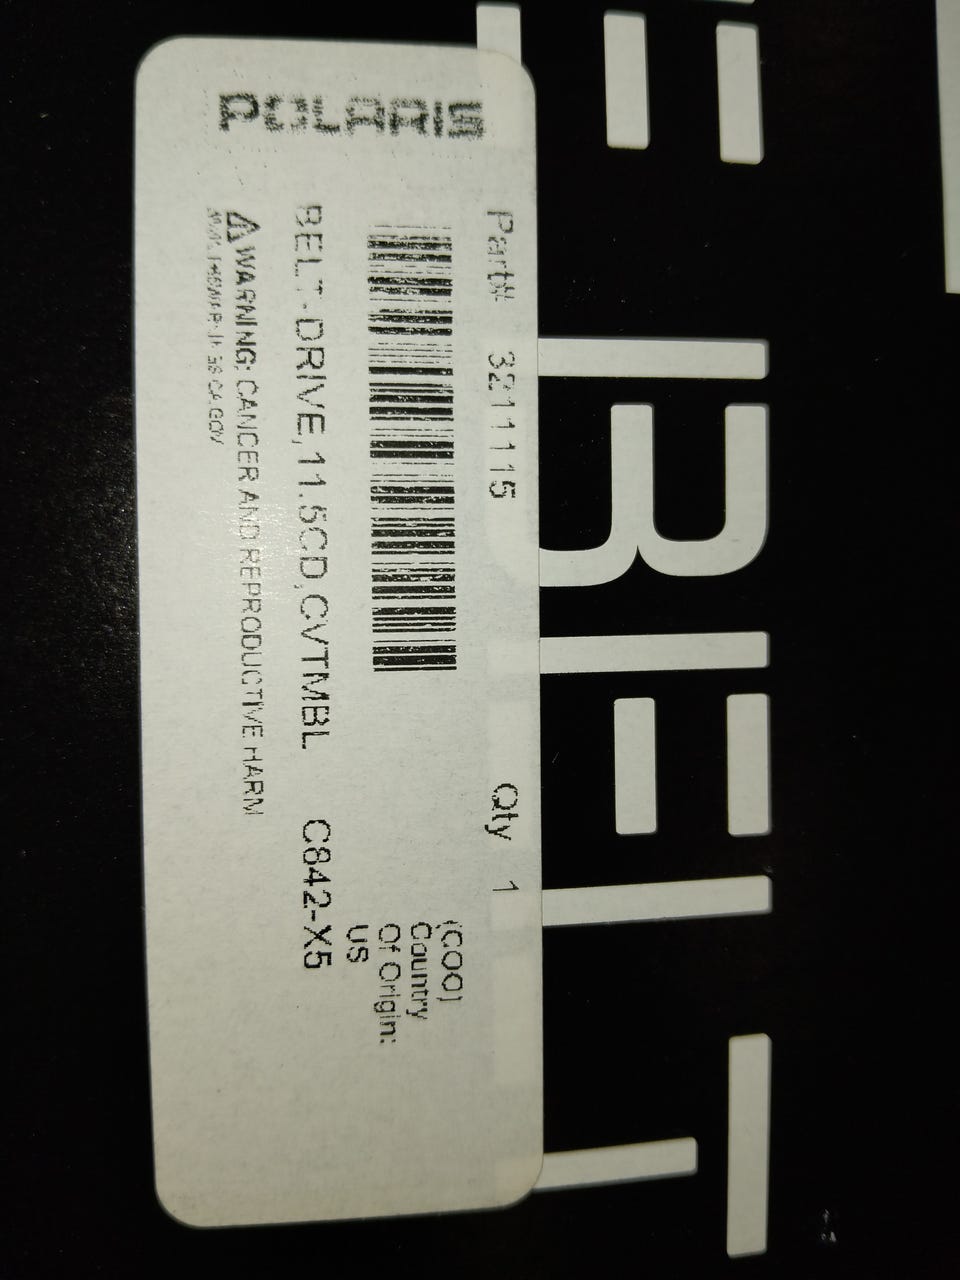 POLARIS
Part# 3211115 Qty 1
(COO)
Country
Of Origin:
US
BELT-DRIVE,11.5CD,CVTMBL C842-X5
⚠WARNING: CANCER AND REPRODUCTIVE HARM
BELT